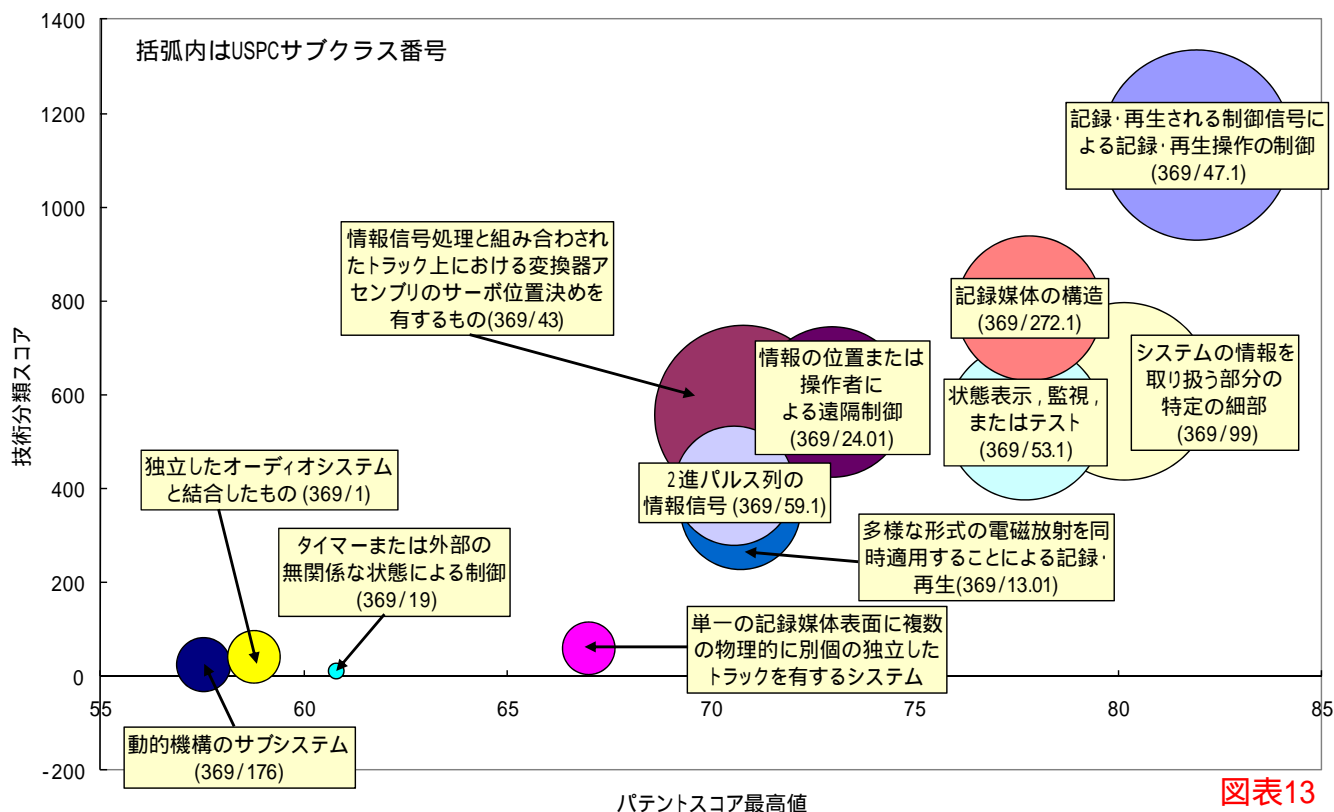 1400
括弧内はUSPCサブクラス番号
1200
記録・再生される制御信号に
よる記録・再生操作の制御
(369/47.1)
1000
情報信号処理と組み合わされ
たトラック上における変換器ア
センブリのサーボ位置決めを
有するもの(369/43)
800
記録媒体の構造
(369/272.1)
システムの情報を
取り扱う部分の
特定の細部
(369/99)
情報の位置または
操作者に
よる遠隔制御
(369/24.01)
状態表示，監視，
またはテスト
(369/53.1)
600
技術分類スコア
独立したオーディオシステム
と結合したもの (369/1)
2進パルス列の
情報信号 (369/59.1)
400
タイマーまたは外部の
無関係な状態による制御
(369/19)
多様な形式の電磁放射を同
時適用することによる記録・
再生(369/13.01)
200
単一の記録媒体表面に複数
の物理的に別個の独立した
トラックを有するシステム
0
55
60
65
70
75
80
85
動的機構のサブシステム
(369/176)
-200
パテントスコア最高値
図表13